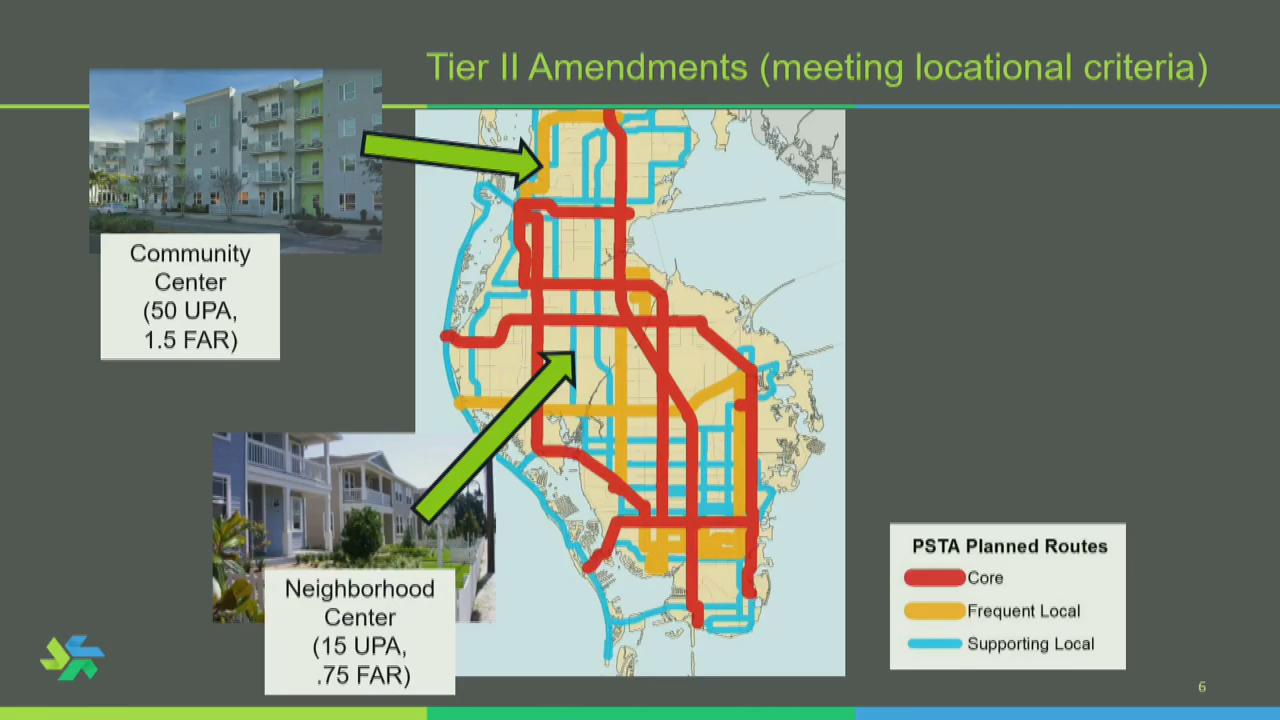 Tier II Amendments (meeting locational criteria)
Community
Center
(50 UPA,
1.5 FAR)
Neighborhood
Center
(15 UPA,
.75 FAR)
PSTA Planned Routes
Core
Frequent Local
Supporting Local
6